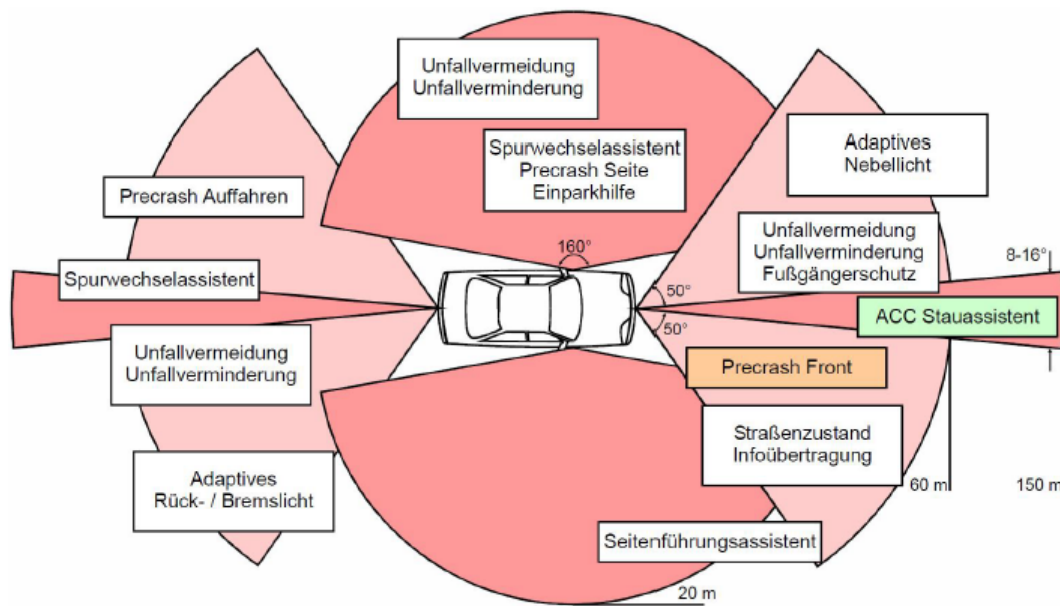 Unfallvermeidung
Unfallverminderung
Adaptives
Nebellicht
Spurwechselassistent
Precrash Seite
Einparkhilfe
Precrash Auffahren
Unfallvermeidung
Unfallverminderung
Fußgängerschutz
160°
8-16°
Spurwechselassistent
50°
ACC Stauassistent
50°
Unfallvermeidung
Unfallverminderung
Precrash Front
Straßenzustand
Infoübertragung
Adaptives
Rück- / Bremslicht
60 m
150 m
Seitenführungsassistent
20 m